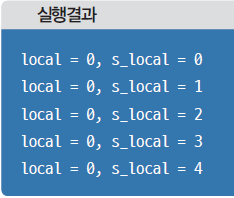 실행결과
local = 0, s_local = 0
local = 0, s_local = 1
local = 0, s_local = 2
local = 0, s_local = 3
local = 0, s_local = 4